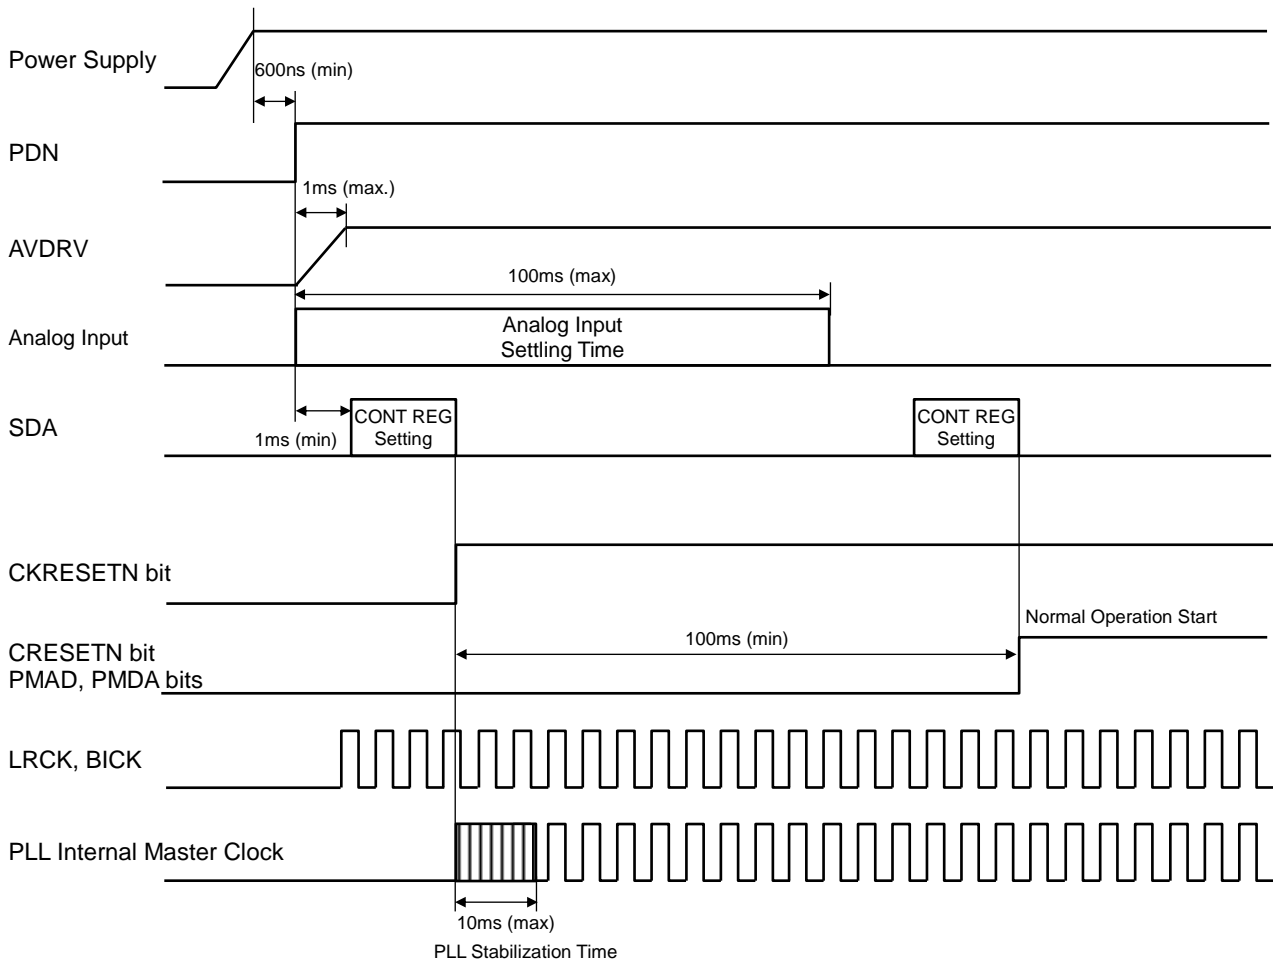 Power Supply
600ns (min)
PDN
1ms (max.)
AVDRV
100ms (max)
Analog Input
Analog Input
Settling Time
SDA
1ms (min)
CONT REG
Setting
CONT REG
Setting
CKRESETN bit
Normal Operation Start
CRESETN bit
PMAD, PMDA bits
100ms (min)
LRCK, BICK
PLL Internal Master Clock
10ms (max)
PLL Stabilization Time